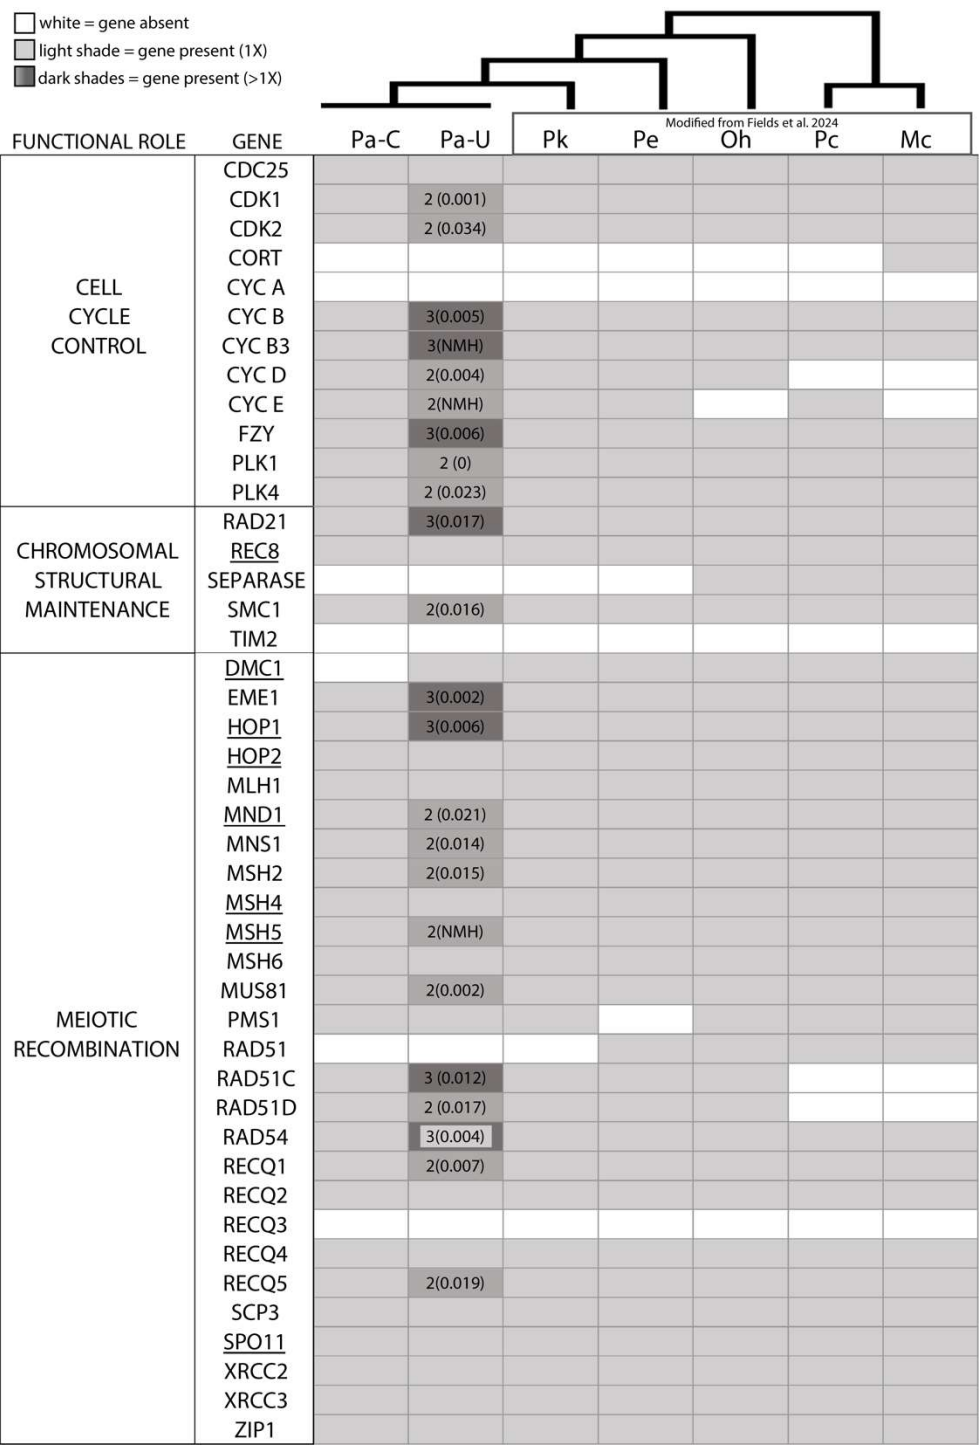 white = gene absent
light shade = gene present (1X)
dark shades = gene present (>1X)
Modified from Fields et al. 2024
FUNCTIONAL ROLE GENE Pa-C Pa-U Pk Pe Oh Pc Mc
CELL
CYCLE
CONTROL
CDC25
CDK1 2 (0.001)
CDK2 2 (0.034)
CORT
CYC A
CYC B 3(0.005)
CYC B3 3(NMH)
CYC D 2(0.004)
CYC E 2(NMH)
FZY 3(0.006)
PLK1 2 (0)
PLK4 2 (0.023)
CHROMOSOMAL
STRUCTURAL
MAINTENANCE
RAD21 3(0.017)
REC8
SEPARASE
SMC1 2(0.016)
TIM2
MEIOTIC
RECOMBINATION
DMC1
EME1 3(0.002)
HOP1 3(0.006)
HOP2
MLH1
MND1 2 (0.021)
MNS1 2(0.014)
MSH2 2(0.015)
MSH4
MSH5 2(NMH)
MSH6
MUS81 2(0.002)
PMS1
RAD51
RAD51C 3 (0.012)
RAD51D 2 (0.017)
RAD54 3(0.004)
RECQ1 2(0.007)
RECQ2
RECQ3
RECQ4
RECQ5 2(0.019)
SCP3
SPO11
XRCC2
XRCC3
ZIP1